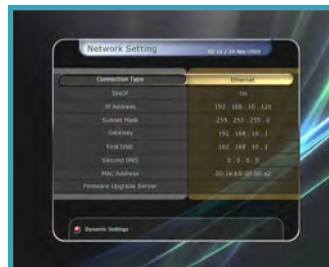 Network Setting
Connection Type Ethernet
DHCP On
IP Address 192 . 168 . 10 . 121
Subnet Mask 255 . 255 . 255 . 0
Gateway 192 . 168 . 10 . 1
First DNS 192 . 168 . 10 . 1
Second DNS 0 . 0 . 0 . 0
MAC Address
Firmware Upgrade Server
Dynamic Settings